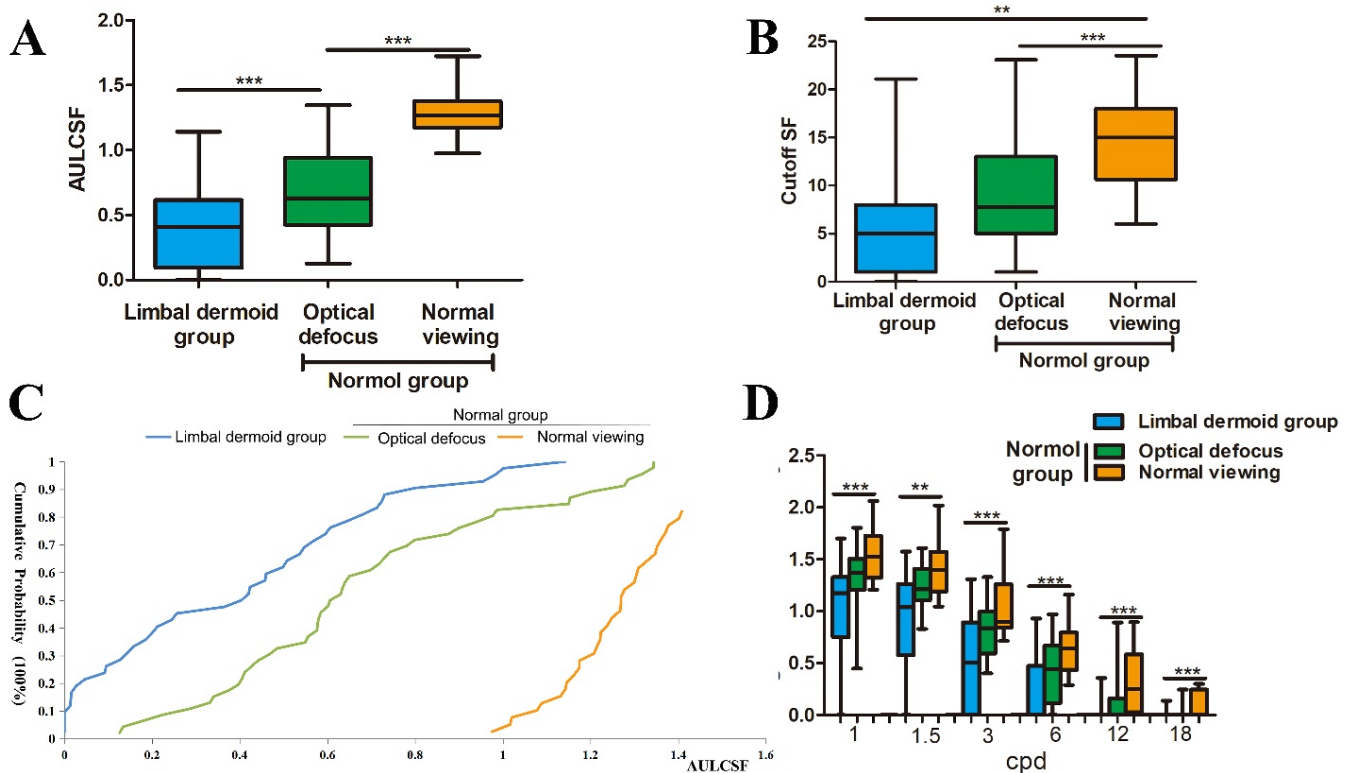 A
AULCSF
2.0
1.5
1.0
0.5
0.0
***
***
Limbal dermoid
group
Optical
defocus
Normal
viewing
Normol group
B
Cutoff SF
25
20
15
10
5
0
**
***
Limbal dermoid
group
Optical
defocus
Normal
viewing
Normol group
C
Normal group
Limbal dermoid group
Optical defocus
Normal viewing
Cumulative Probability (100%)
1
0.9
0.8
0.7
0.6
0.5
0.4
0.3
0.2
0.1
0
0 0.2 0.4 0.6 0.8 1 1.2 1.4 1.6
AULCSF
D
Limbal dermoid group
Normol
group
Optical defocus
Normal viewing
2.5
2.0
1.5
1.0
0.5
0.0
***
**
***
***
***
***
1 1.5 3 6 12 18
cpd